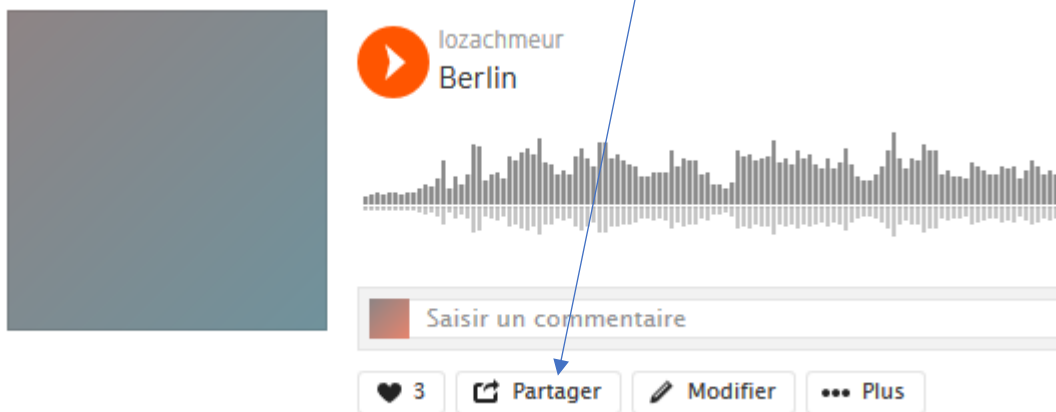 lozachmeur
Berlin
Saisir un commentaire
3 Partager Modifier Plus